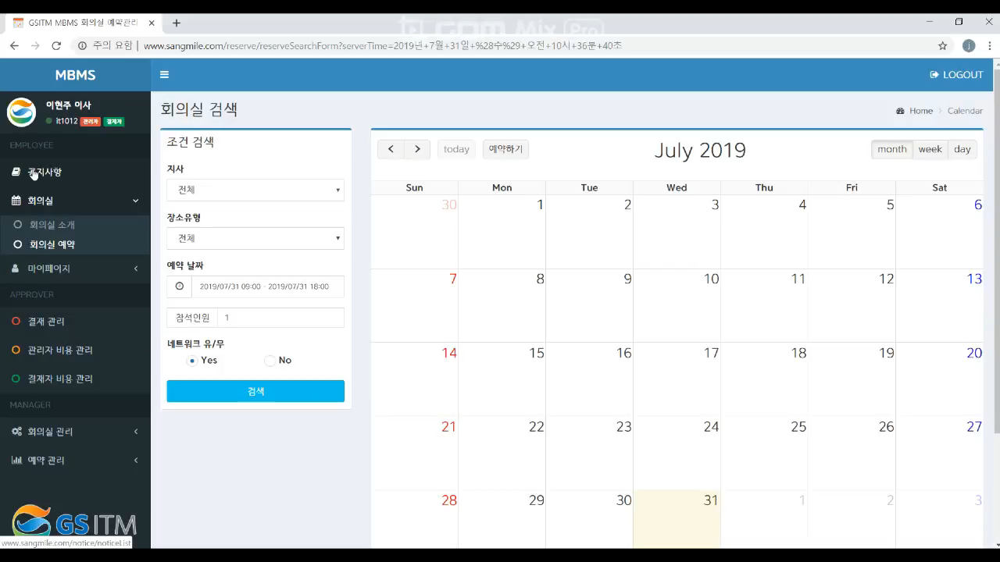 GSITM MBMS 회의실 예약관리
GOM Mix Pro
주의 요함
www.sangmile.com/reserve/reserveSearchForm?serverTime=2019년+7월+31일+%28수%29+오전+10시+36분+40초
MBMS
LOGOUT
이현주 이사
it1012 관리자 결제자
EMPLOYEE
공지사항
회의실
회의실 소개
회의실 예약
마이페이지
APPROVER
결재 관리
관리자 비용 관리
결재자 비용 관리
MANAGER
회의실 관리
예약 관리
GSITM
www.sangmile.com/notice/noticeList
회의실 검색
Home
Calendar
조건 검색
지사
전체
장소유형
전체
예약 날짜
2019/07/31 09:00 - 2019/07/31 18:00
참석인원 1
네트워크 유/무
Yes No
검색
today 예약하기 July 2019 month week day
Sun Mon Tue Wed Thu Fri Sat
30 1 2 3 4 5 6
7 8 9 10 11 12 13
14 15 16 17 18 19 20
21 22 23 24 25 26 27
28 29 30 31 1 2 3